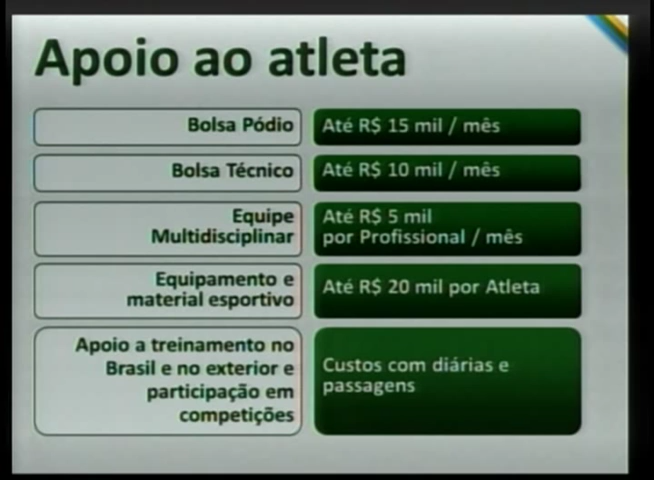 Apoio ao atleta
Bolsa Pódio
Até R$ 15 mil / mês
Bolsa Técnico
Até R$ 10 mil / mês
Equipe
Multidisciplinar
Até R$ 5 mil
por Profissional / mês
Equipamento e
material esportivo
Até R$ 20 mil por Atleta
Apoio a treinamento no
Brasil e no exterior e
participação em
competições
Custos com diárias e
passagens